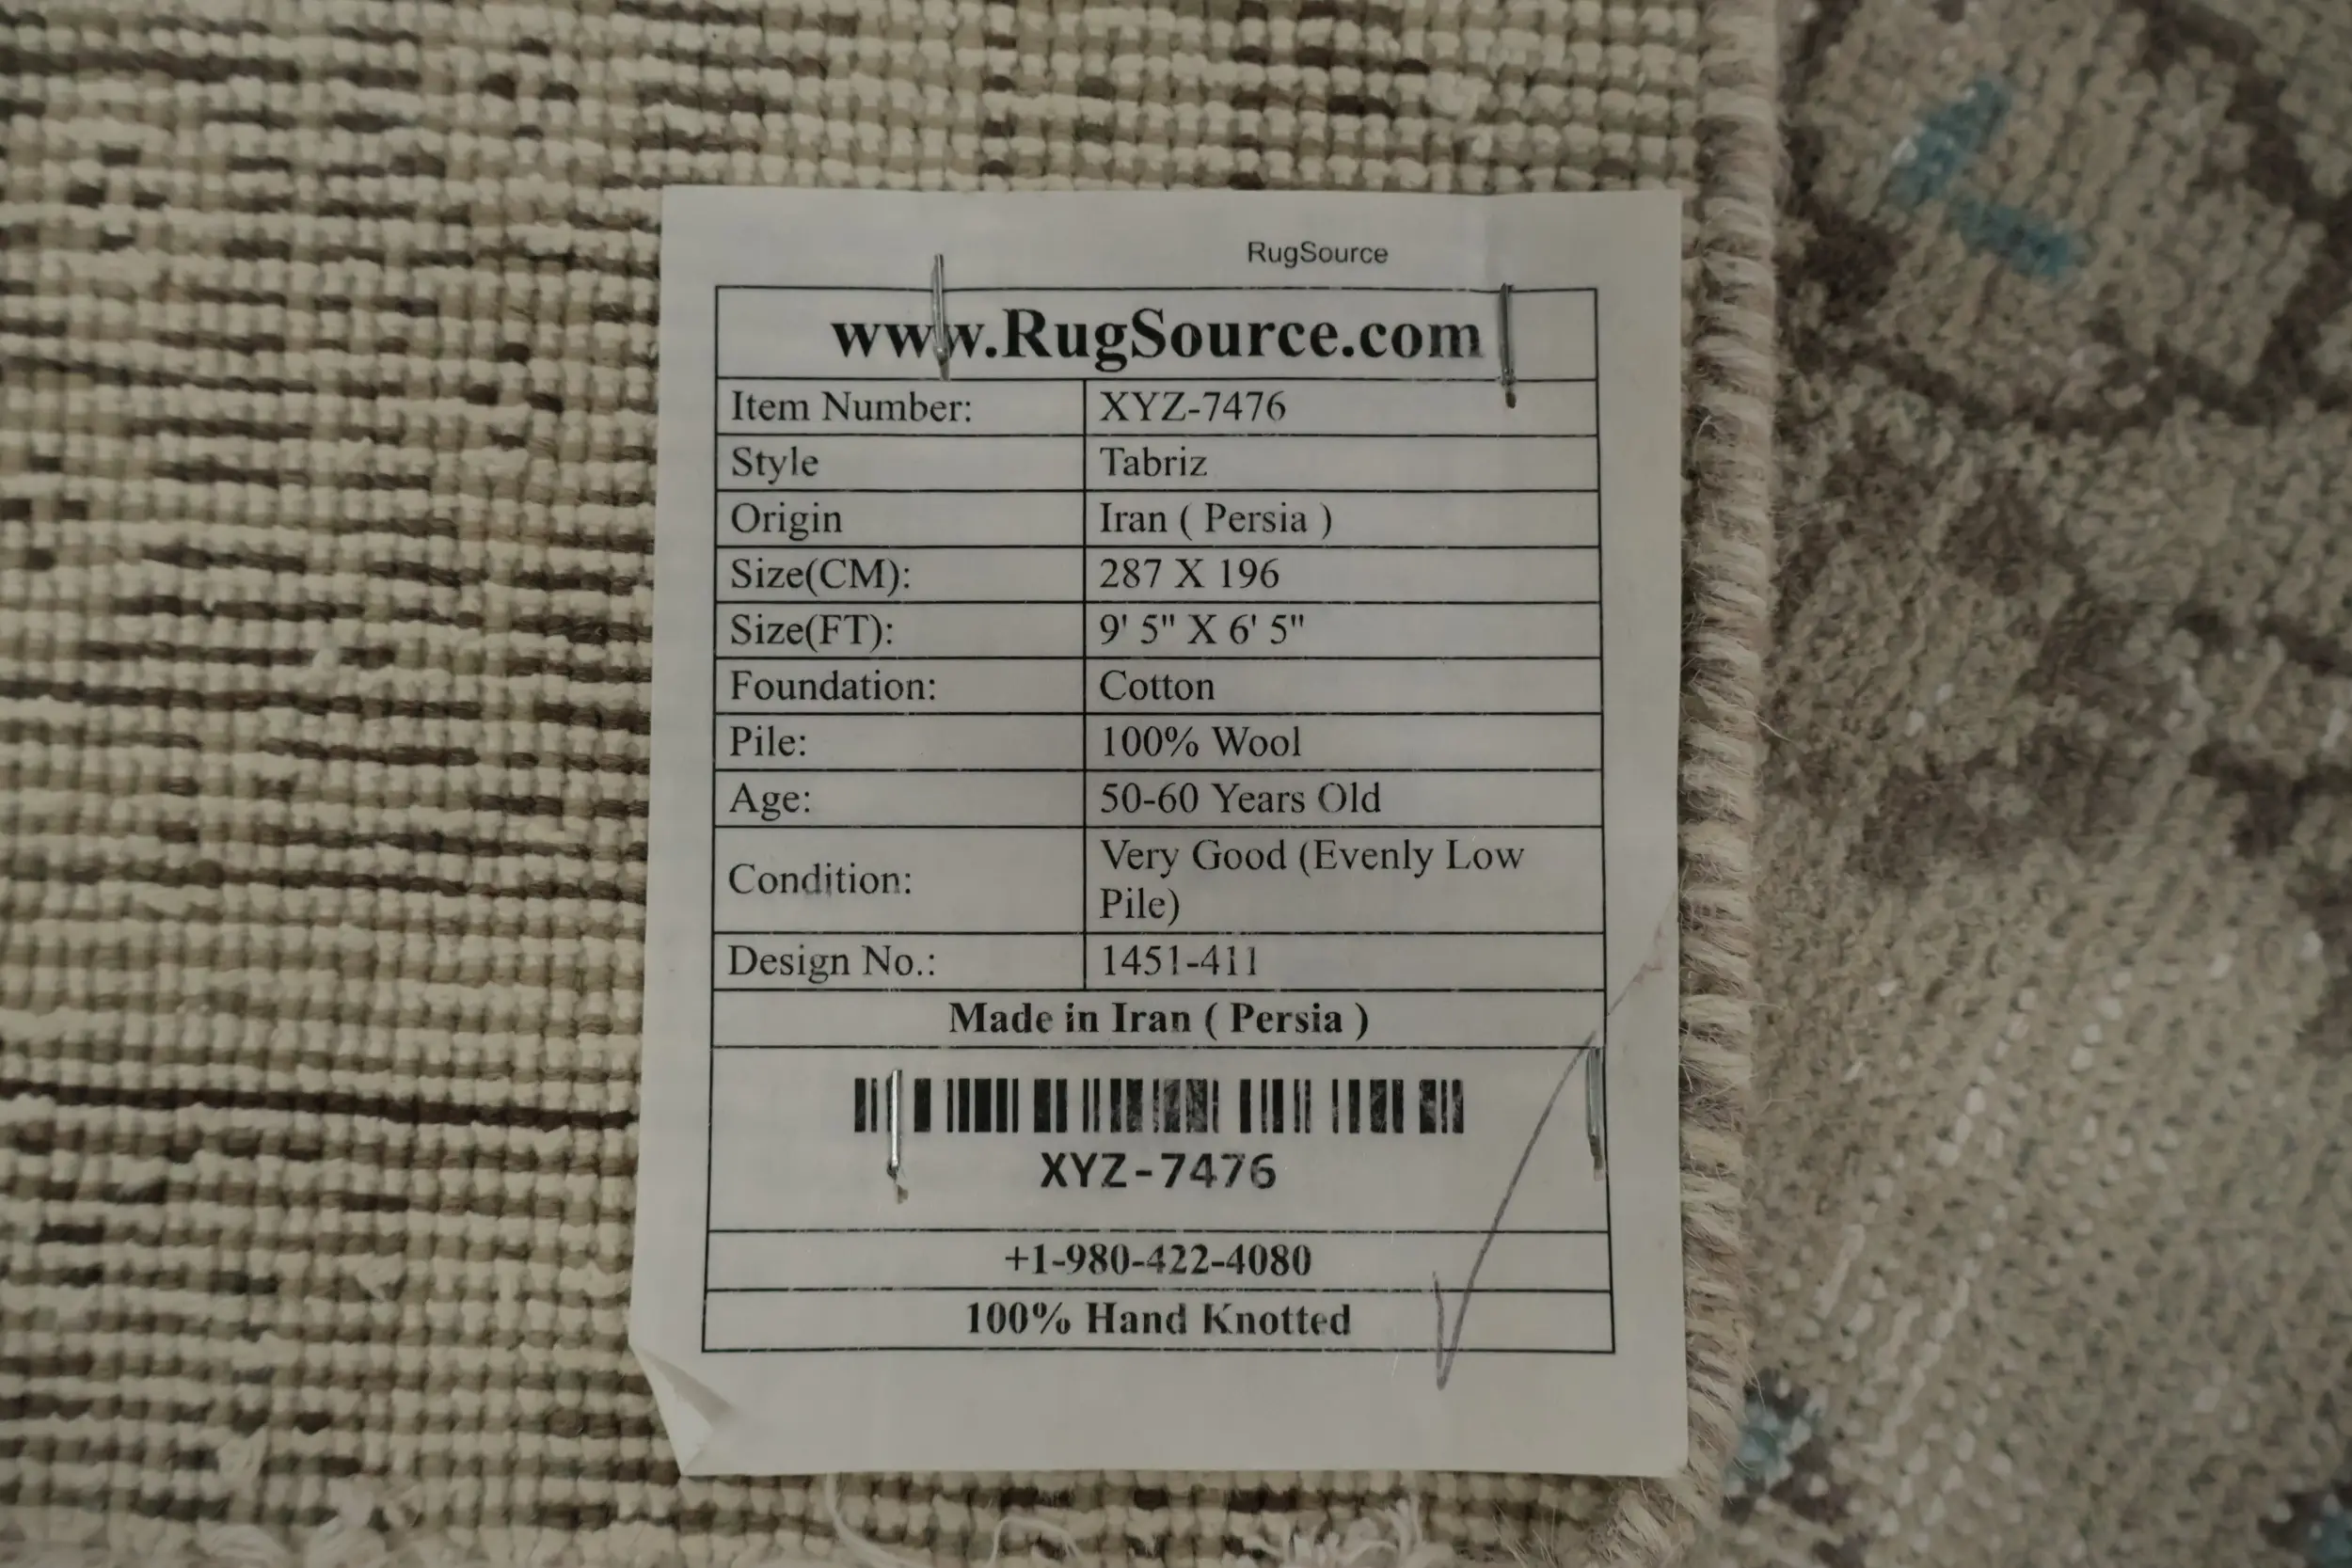 RugSource
www.RugSource.com
Item Number: XYZ-7476
Style Tabriz
Origin Iran ( Persia )
Size(CM): 287 X 196
Size(FT): 9' 5" X 6' 5"
Foundation: Cotton
Pile: 100% Wool
Age: 50-60 Years Old
Condition: Very Good (Evenly Low
Pile)
Design No.: 1451-411
Made in Iran ( Persia )
XYZ-7476
+1-980-422-4080
100% Hand Knotted